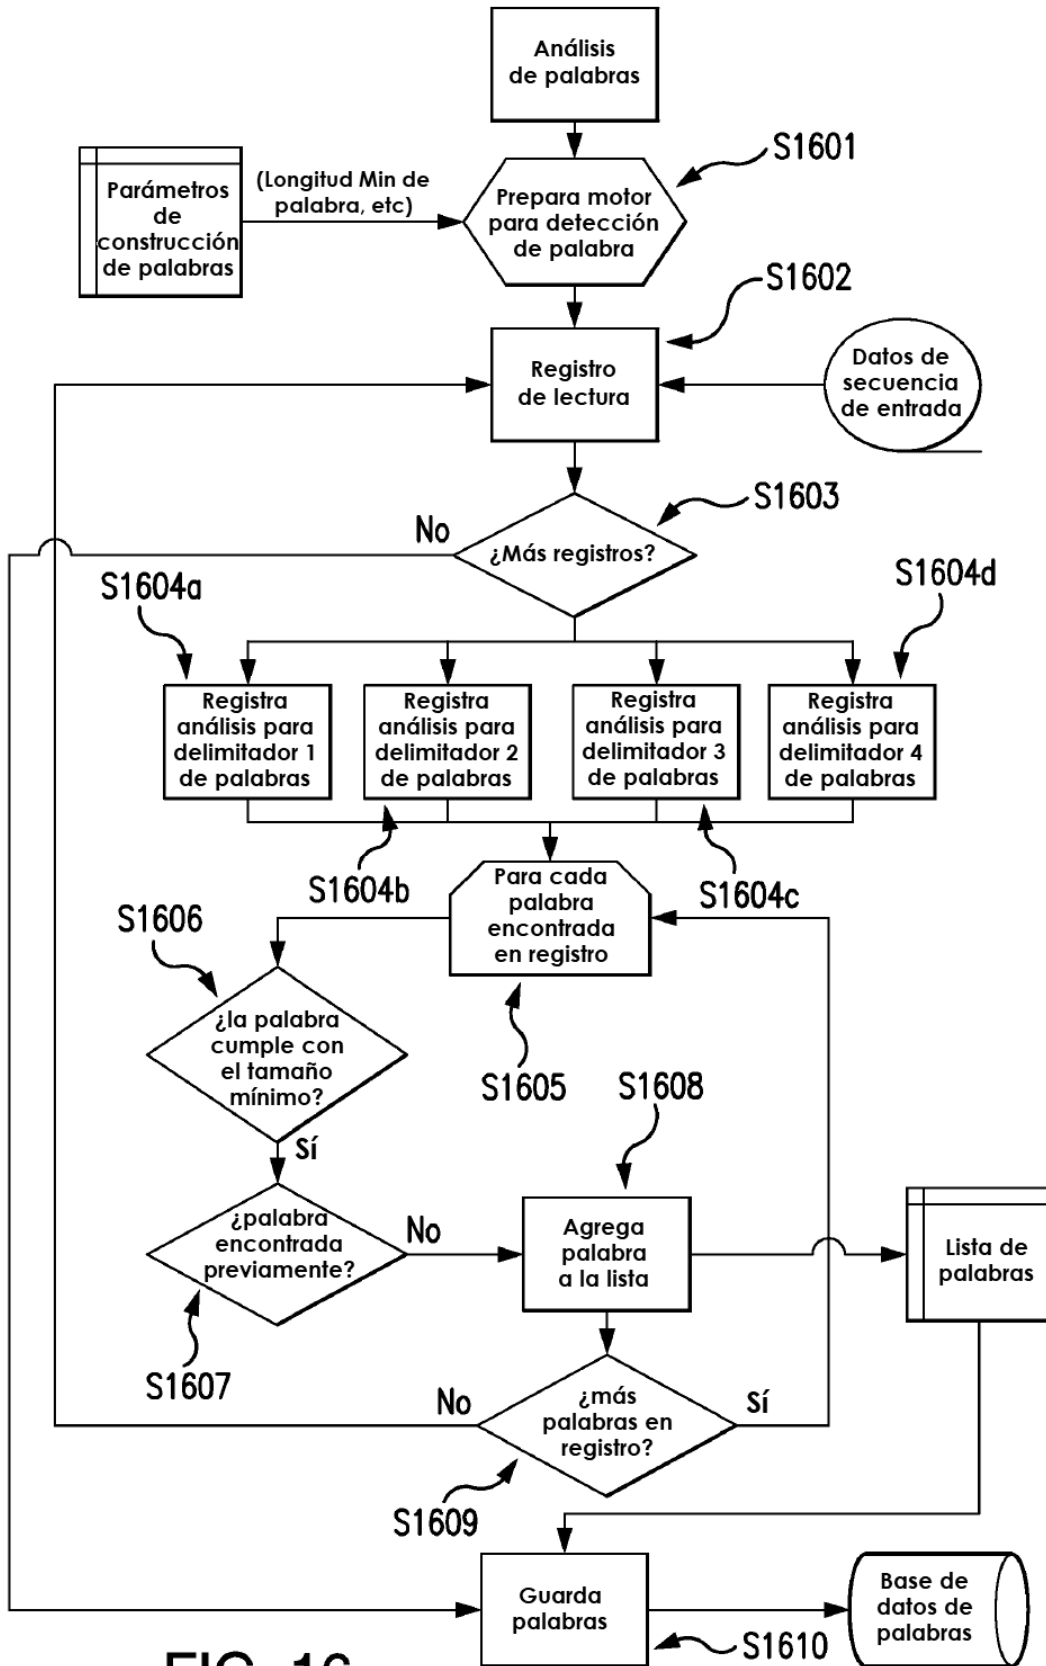 Análisis
de palabras
S1601
Parámetros
de
construcción
de palabras
(Longitud Min de
palabra, etc)
Prepara motor
para detección
de palabra
S1602
Registro
de lectura
Datos de
secuencia
de entrada
S1603
No
¿Más registros?
S1604a
S1604d
Registra
análisis para
delimitador 1
de palabras
Registra
análisis para
delimitador 2
de palabras
Registra
análisis para
delimitador 3
de palabras
Registra
análisis para
delimitador 4
de palabras
S1604b
S1604c
Para cada
palabra
encontrada
en registro
S1606
¿la palabra
cumple con
el tamaño
mínimo?
S1605
S1608
Sí
¿palabra
encontrada
previamente?
No
Agrega
palabra
a la lista
Lista de
palabras
S1607
No
¿más
palabras en
registro?
Sí
S1609
Guarda
palabras
Base de
datos de
palabras
S1610
FIG. 16